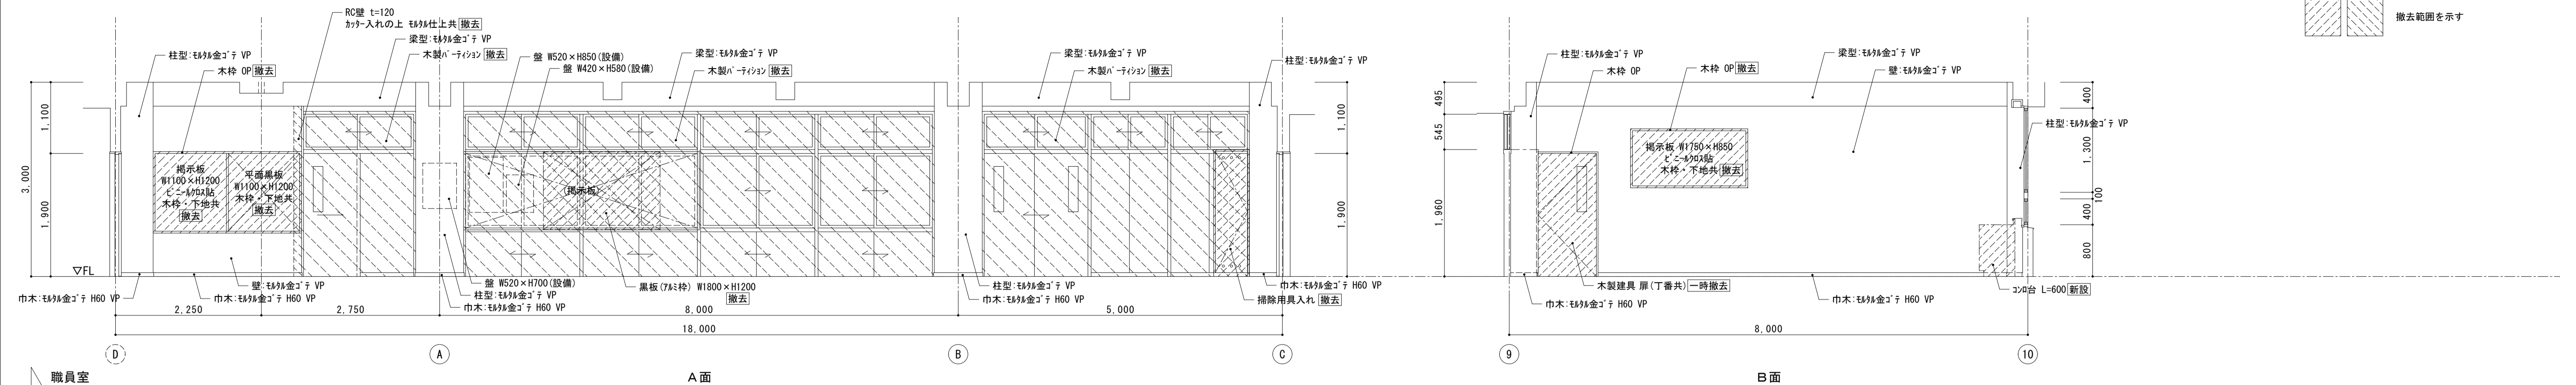 撤去範囲を示す
RC壁 t=120
ｶｯﾀｰ入れの上 ﾓﾙﾀﾙ仕上共 撤去
柱型:ﾓﾙﾀﾙ金ｺﾞﾃ VP
木枠 OP 撤去
梁型:ﾓﾙﾀﾙ金ｺﾞﾃ VP
木製ﾊﾟｰﾃｨｼｮﾝ 撤去
盤 W520×H850(設備)
盤 W420×H580(設備)
梁型:ﾓﾙﾀﾙ金ｺﾞﾃ VP
木製ﾊﾟｰﾃｨｼｮﾝ 撤去
梁型:ﾓﾙﾀﾙ金ｺﾞﾃ VP
木製ﾊﾟｰﾃｨｼｮﾝ 撤去
柱型:ﾓﾙﾀﾙ金ｺﾞﾃ VP
3,000
1,100
1,900
掲示板
W1100×H1200
ﾋﾞﾆｰﾙｸﾛｽ貼
木枠・下地共
撤去
平面黒板
W1100×H1200
木枠・下地共
撤去
(掲示板)
1,100
1,900
▽FL
巾木:ﾓﾙﾀﾙ金ｺﾞﾃ H60 VP
壁:ﾓﾙﾀﾙ金ｺﾞﾃ VP
巾木:ﾓﾙﾀﾙ金ｺﾞﾃ H60 VP
盤 W520×H700(設備)
柱型:ﾓﾙﾀﾙ金ｺﾞﾃ VP
巾木:ﾓﾙﾀﾙ金ｺﾞﾃ H60 VP
黒板(ｱﾙﾐ枠) W1800×H1200
撤去
柱型:ﾓﾙﾀﾙ金ｺﾞﾃ VP
巾木:ﾓﾙﾀﾙ金ｺﾞﾃ H60 VP
巾木:ﾓﾙﾀﾙ金ｺﾞﾃ H60 VP
掃除用具入れ 撤去
2,250
2,750
8,000
5,000
18,000
D
A
B
C
職員室
A面
柱型:ﾓﾙﾀﾙ金ｺﾞﾃ VP
木枠 OP
木枠 OP 撤去
梁型:ﾓﾙﾀﾙ金ｺﾞﾃ VP
壁:ﾓﾙﾀﾙ金ｺﾞﾃ VP
柱型:ﾓﾙﾀﾙ金ｺﾞﾃ VP
495
545
1,960
掲示板 W1750×H850
ﾋﾞﾆｰﾙｸﾛｽ貼
木枠・下地共 撤去
400
1,300
100
400
800
木製建具 扉(丁番共) 一時撤去
巾木:ﾓﾙﾀﾙ金ｺﾞﾃ H60 VP
巾木:ﾓﾙﾀﾙ金ｺﾞﾃ H60 VP
ｺﾝﾛ台 L=600 新設
8,000
9
10
B面